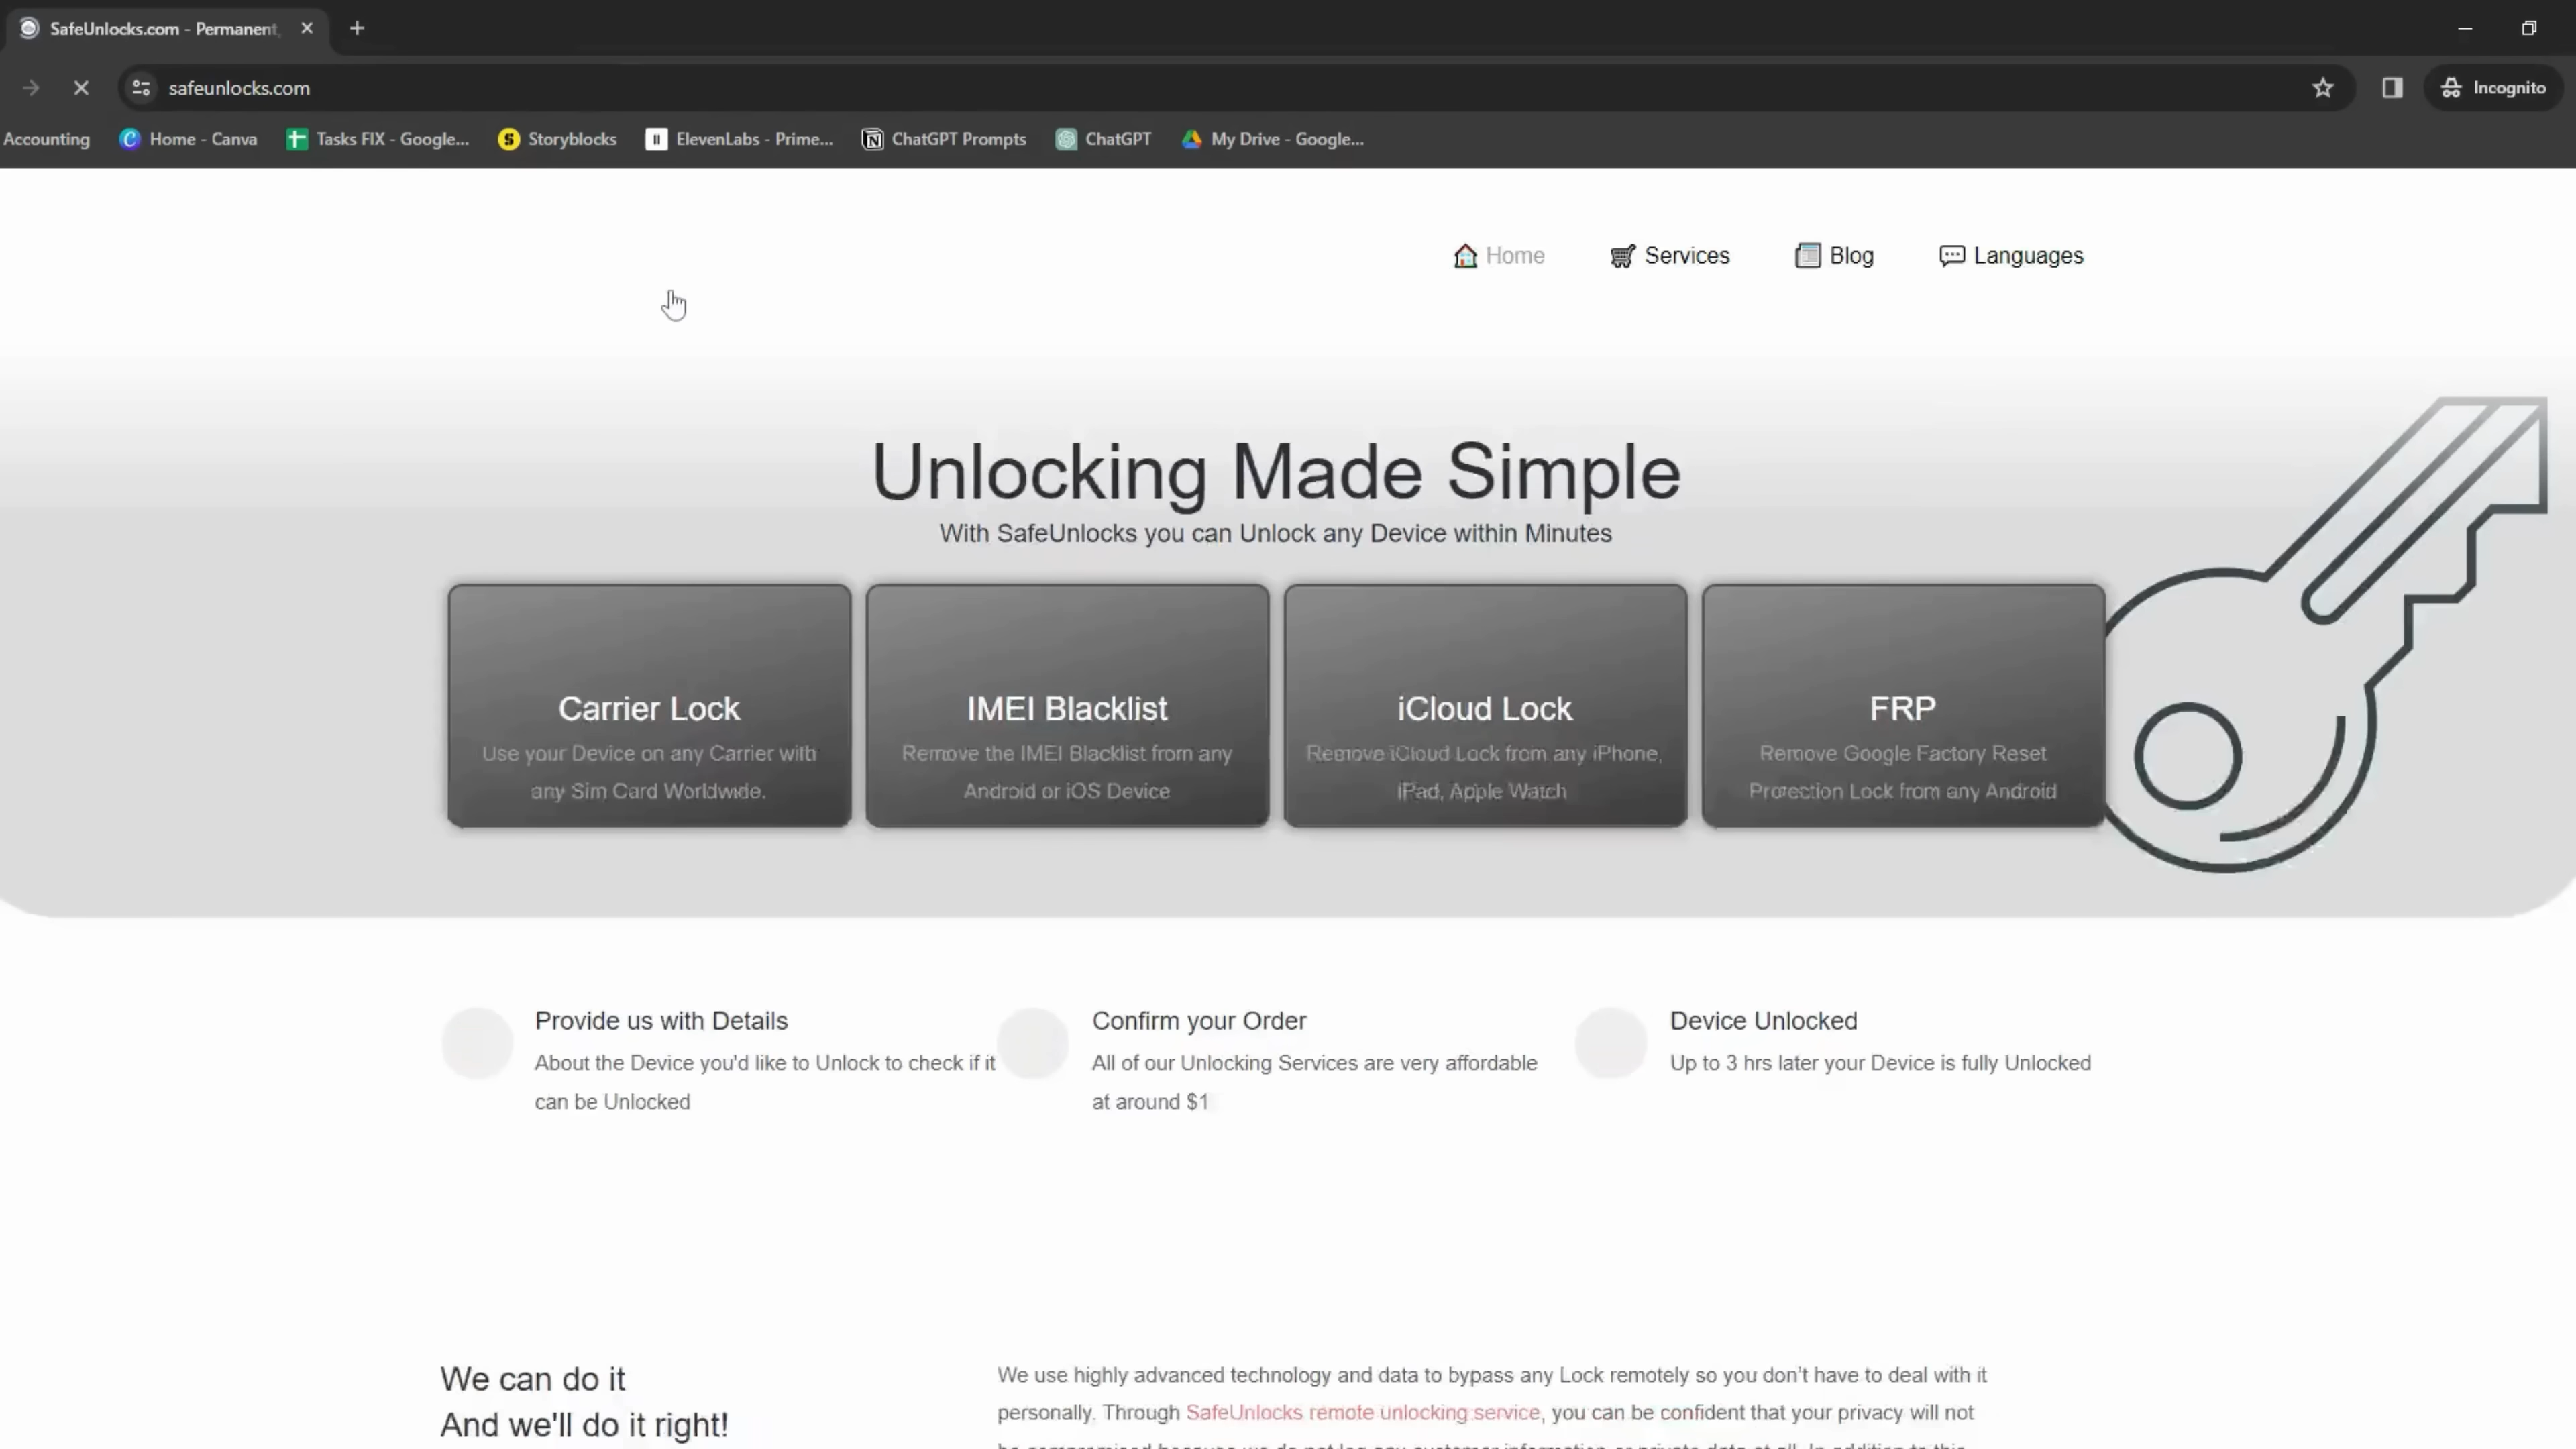 SafeUnlocks.com - Permanent,
safeunlocks.com
Incognito
Accounting
Home - Canva
Tasks FIX - Google...
Storyblocks
ElevenLabs - Prime...
ChatGPT Prompts
ChatGPT
My Drive - Google...
Home
Services
Blog
Languages
Unlocking Made Simple
With SafeUnlocks you can Unlock any Device within Minutes
Carrier Lock
Use your Device on any Carrier with
any Sim Card Worldwide.
IMEI Blacklist
Remove the IMEI Blacklist from any
Android or iOS Device
iCloud Lock
Remove iCloud Lock from any iPhone,
iPad, Apple Watch
FRP
Remove Google Factory Reset
Protection Lock from any Android
Provide us with Details
About the Device you'd like to Unlock to check if it
can be Unlocked
Confirm your Order
All of our Unlocking Services are very affordable
at around $1
Device Unlocked
Up to 3 hrs later your Device is fully Unlocked
We can do it
And we'll do it right!
We use highly advanced technology and data to bypass any Lock remotely so you don't have to deal with it
personally. Through SafeUnlocks remote unlocking service, you can be confident that your privacy will not